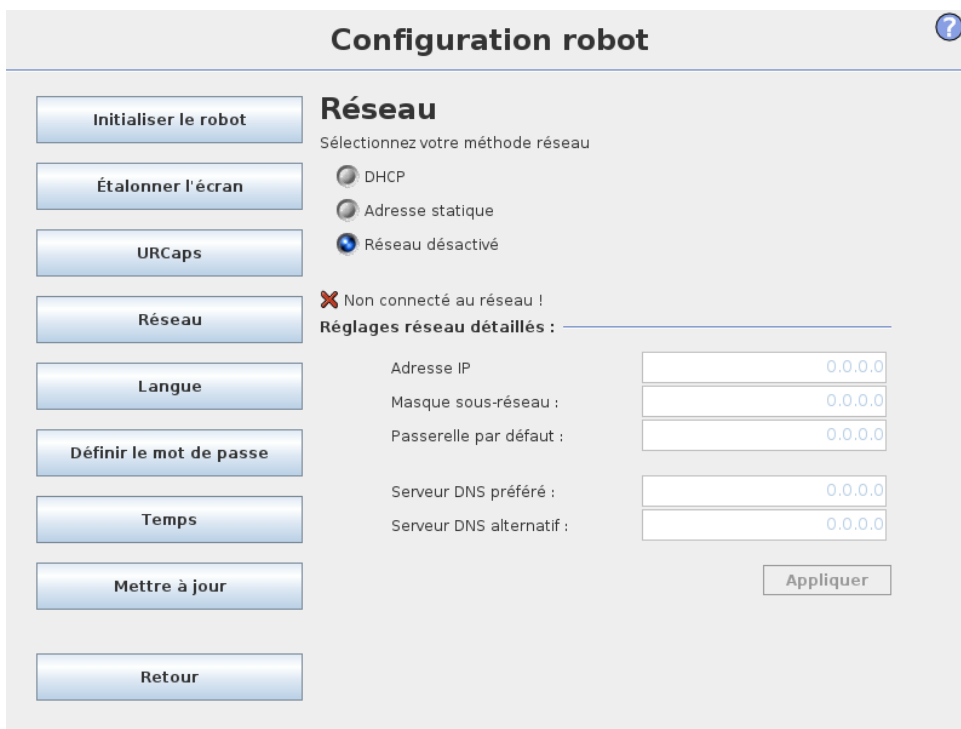 Configuration robot
?
Initialiser le robot
Étalonner l'écran
URCaps
Réseau
Langue
Définir le mot de passe
Temps
Mettre à jour
Retour
Réseau
Sélectionnez votre méthode réseau
DHCP
Adresse statique
Réseau désactivé
Non connecté au réseau !
Réglages réseau détaillés :
Adresse IP 0.0.0.0
Masque sous-réseau : 0.0.0.0
Passerelle par défaut : 0.0.0.0
Serveur DNS préféré : 0.0.0.0
Serveur DNS alternatif : 0.0.0.0
Appliquer